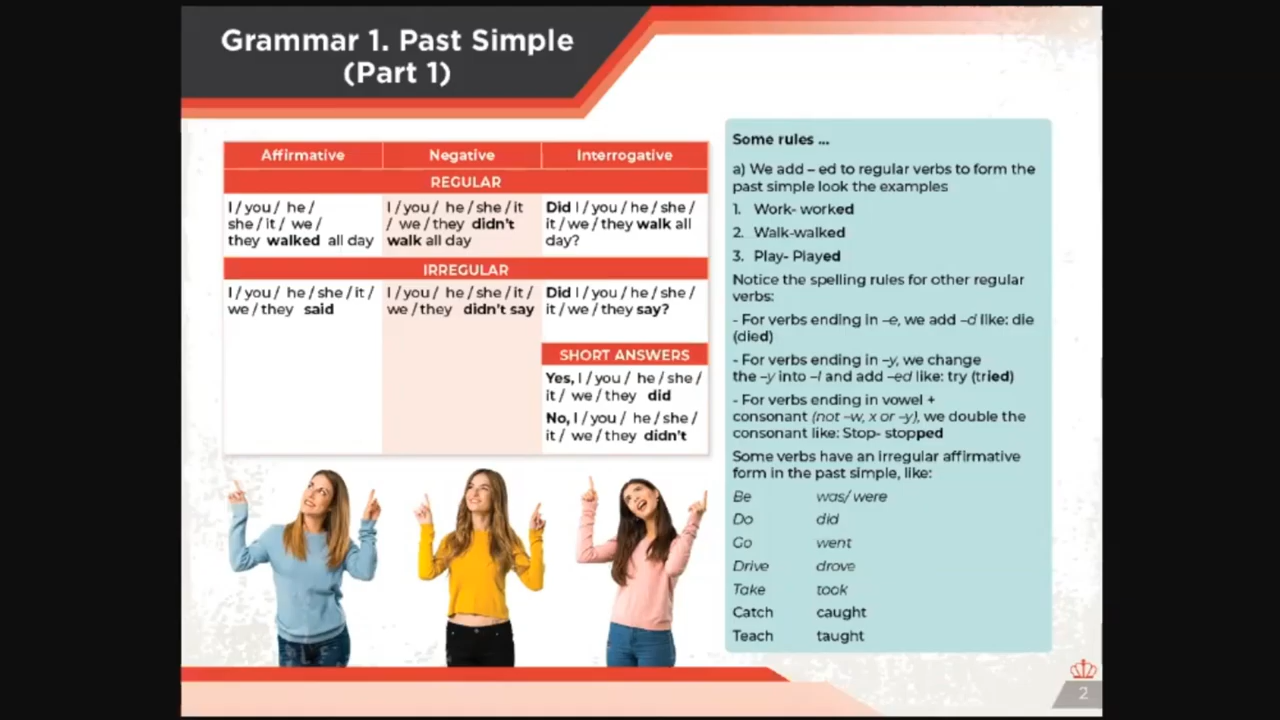 Grammar 1. Past Simple
(Part 1)
Affirmative
Negative
Interrogative
REGULAR
I / you / he /
she / it / we /
they walked all day
I / you / he / she / it
/ we / they didn't
walk all day
Did I / you / he / she /
it / we / they walk all
day?
IRREGULAR
I / you / he / she / it /
we / they said
I / you / he / she / it /
we / they didn't say
Did I / you / he / she /
it / we / they say?
SHORT ANSWERS
Yes, I / you / he / she /
it / we / they did
No, I / you / he / she /
it / we / they didn't
Some rules ...
a) We add – ed to regular verbs to form the
past simple look the examples
1. Work- worked
2. Walk-walked
3. Play- Played
Notice the spelling rules for other regular
verbs:
- For verbs ending in –e, we add –d like: die
(died)
- For verbs ending in –y, we change
the –y into –I and add –ed like: try (tried)
- For verbs ending in vowel +
consonant (not –w, x or –y), we double the
consonant like: Stop- stopped
Some verbs have an irregular affirmative
form in the past simple, like:
Be was/ were
Do did
Go went
Drive drove
Take took
Catch caught
Teach taught
2